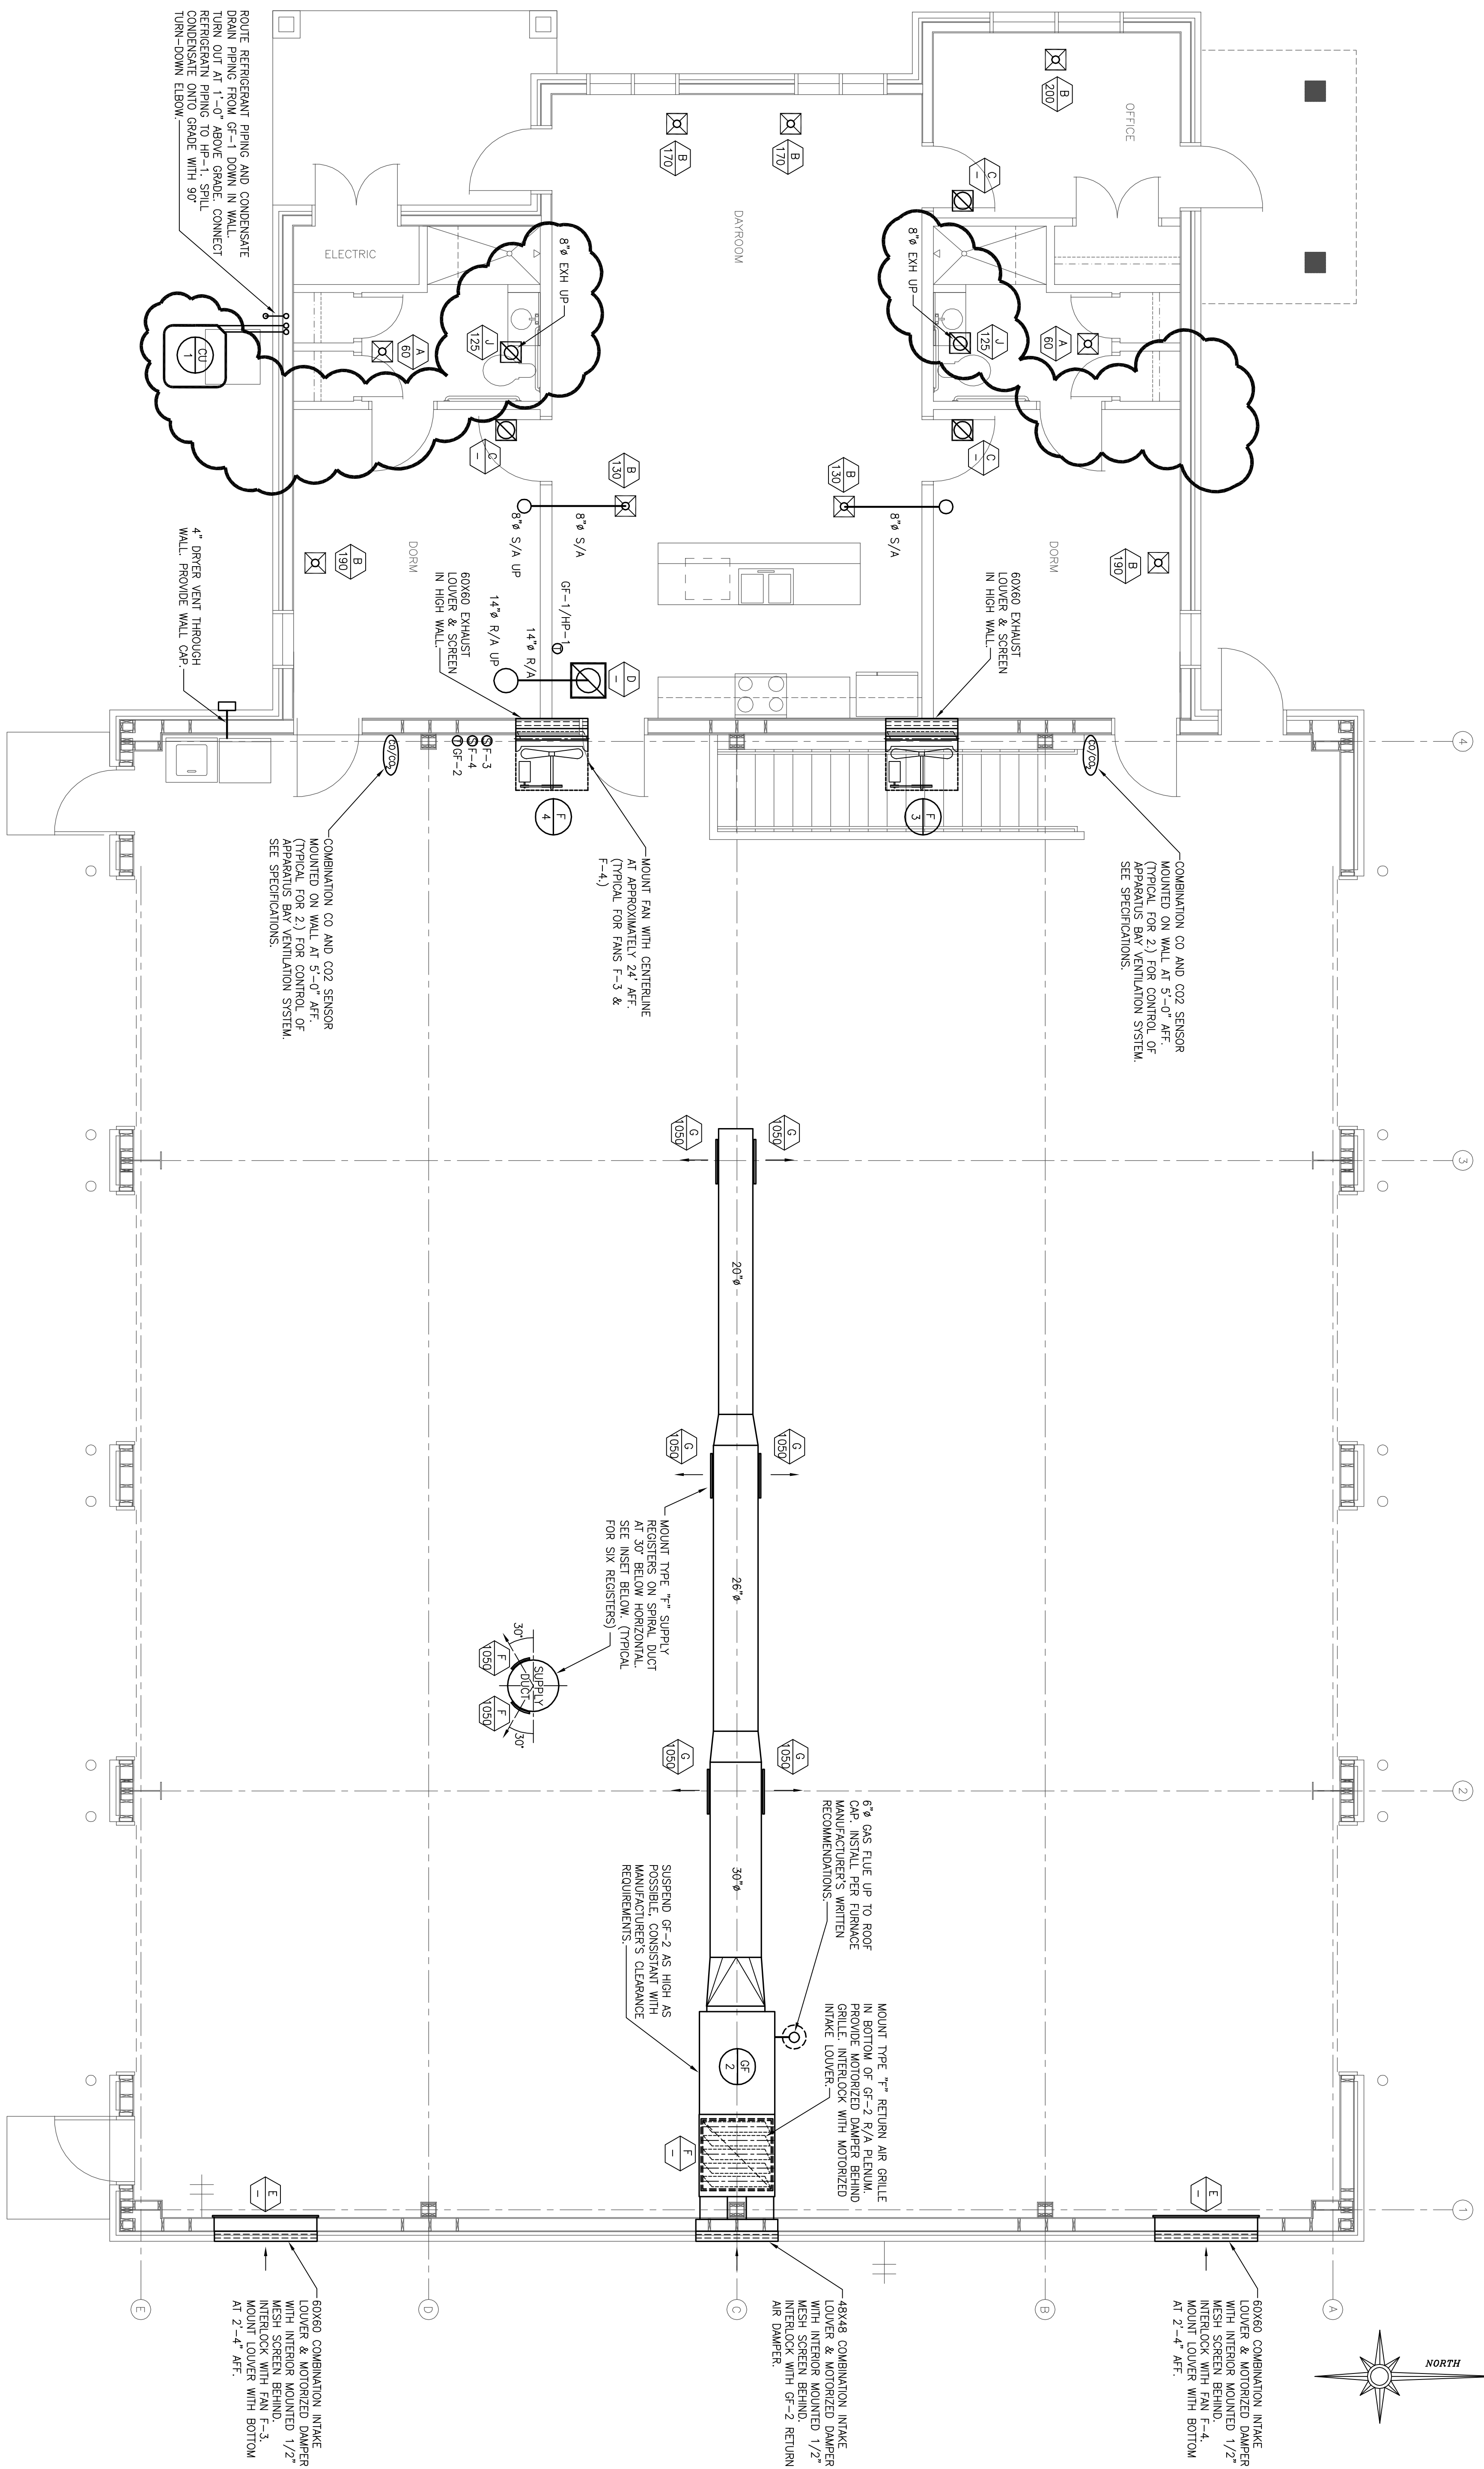 NORTH
4
3
2
1
A
B
C
D
E
OFFICE
B
200
C
-
8"ø EXH UP
J
125
A
60
C
-
DORM
B
190
B
170
B
170
DAYROOM
B
130
8"ø S/A
B
130
8"ø S/A
8"ø S/A UP
8"ø EXH UP
J
125
A
60
C
-
ELECTRIC
CU
1
DORM
B
190
ROUTE REFRIGERANT PIPING AND CONDENSATE
DRAIN PIPING FROM GF-1 DOWN IN WALL.
TURN OUT AT 1'-0" ABOVE GRADE. CONNECT
REFRIGERATN PIPING TO HP-1. SPILL
CONDENSATE ONTO GRADE WITH 90°
TURN-DOWN ELBOW.
4" DRYER VENT THROUGH
WALL. PROVIDE WALL CAP.
60X60 EXHAUST
LOUVER & SCREEN
IN HIGH WALL.
60X60 EXHAUST
LOUVER & SCREEN
IN HIGH WALL.
GF-1/HP-1
T
14"ø R/A
14"ø R/A UP
D
-
S F-3
S F-4
T GF-2
CO/CO2
CO/CO2
F
3
F
4
COMBINATION CO AND CO2 SENSOR
MOUNTED ON WALL AT 5'-0" AFF.
(TYPICAL FOR 2.) FOR CONTROL OF
APPARATUS BAY VENTILATION SYSTEM.
SEE SPECIFICATIONS.
MOUNT FAN WITH CENTERLINE
AT APPROXIMATELY 24' AFF.
(TYPICAL FOR FANS F-3 &
F-4.)
COMBINATION CO AND CO2 SENSOR
MOUNTED ON WALL AT 5'-0" AFF.
(TYPICAL FOR 2.) FOR CONTROL OF
APPARATUS BAY VENTILATION SYSTEM.
SEE SPECIFICATIONS.
G
1050
G
1050
20"ø
G
1050
G
1050
26"ø
MOUNT TYPE "F" SUPPLY
REGISTERS ON SPIRAL DUCT
AT 30° BELOW HORIZONTAL.
SEE INSET BELOW. (TYPICAL
FOR SIX REGISTERS)
SUPPLY
DUCT
30°
30°
F
1050
F
1050
G
1050
G
1050
30"ø
6"ø GAS FLUE UP TO ROOF
CAP. INSTALL PER FURNACE
MANUFACTURER'S WRITTEN
RECOMMENDATIONS.
SUSPEND GF-2 AS HIGH AS
POSSIBLE, CONSISTANT WITH
MANUFACTURER'S CLEARANCE
REQUIREMENTS.
MOUNT TYPE "F" RETURN AIR GRILLE
IN BOTTOM OF GF-2 R/A PLENUM.
PROVIDE MOTORIZED DAMPER BEHIND
GRILLE. INTERLOCK WITH MOTORIZED
INTAKE LOUVER.
GF
2
F
-
E
-
E
-
60X60 COMBINATION INTAKE
LOUVER & MOTORIZED DAMPER
WITH INTERIOR MOUNTED 1/2"
MESH SCREEN BEHIND.
INTERLOCK WITH FAN F-4.
MOUNT LOUVER WITH BOTTOM
AT 2'-4" AFF.
48X48 COMBINATION INTAKE
LOUVER & MOTORIZED DAMPER
WITH INTERIOR MOUNTED 1/2"
MESH SCREEN BEHIND.
INTERLOCK WITH GF-2 RETURN
AIR DAMPER.
60X60 COMBINATION INTAKE
LOUVER & MOTORIZED DAMPER
WITH INTERIOR MOUNTED 1/2"
MESH SCREEN BEHIND.
INTERLOCK WITH FAN F-3.
MOUNT LOUVER WITH BOTTOM
AT 2'-4" AFF.